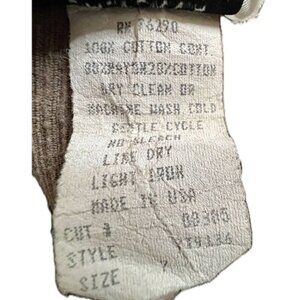 RN 76290
100% COTTON CONT
80%RAYON20%COTTON
DRY CLEAN OR
MACHINE WASH COLD
GENTLE CYCLE
NO BLEACH
LINE DRY
LIGHT IRON
MADE IN USA
CUT #
STYLE
SIZE